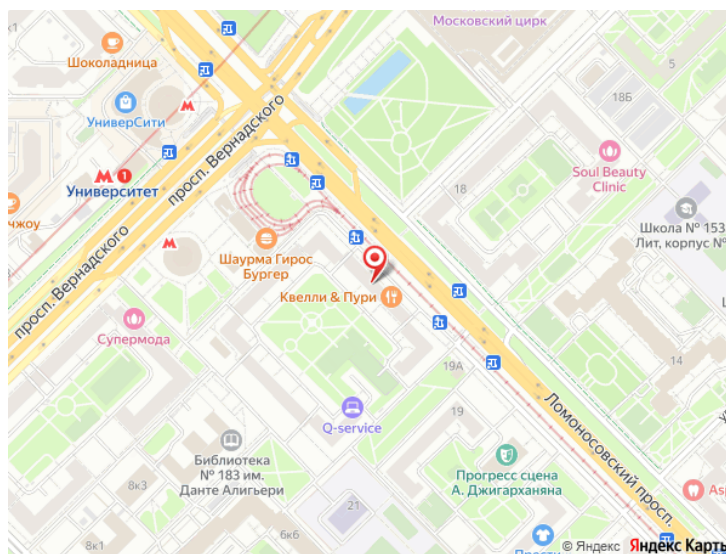 Московский цирк
Шоколадница
5
18Б
УниверСити
просп. Вернадского
Soul Beauty
Clinic
1
Университет
18
Школа № 153
Лит, корпус №
нчжоу
Шаурма Гирос
Бургер
просп. Вернадского
Квелли & Пури
Супермода
14
19А
Ломоносовский просп.
19
Q-service
Библиотека
№ 183 им.
Данте Алигьери
Прогресс сцена
А. Джигарханяна
8к3
21
6к6
8к1
© Яндекс Яндекс Карты